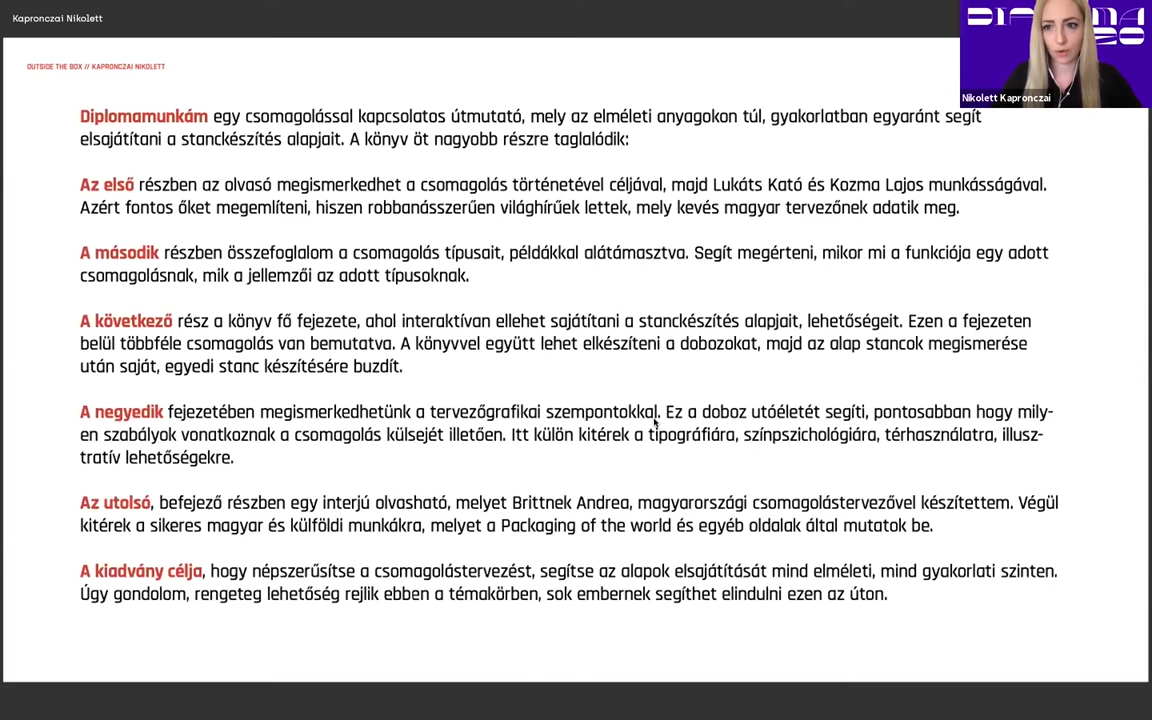 Kapronczai Nikolett
OUTSIDE THE BOX // KAPRONCZAI NIKOLETT
Nikolett Kapronczai
Diplomamunkám egy csomagolással kapcsolatos útmutató, mely az elméleti anyagokon túl, gyakorlatban egyaránt segít
elsajátítani a stanckészítés alapjait. A könyv öt nagyobb részre taglalódik:
Az első részben az olvasó megismerkedhet a csomagolás történetével céljával, majd Lukáts Kató és Kozma Lajos munkásságával.
Azért fontos őket megemlíteni, hiszen robbanásszerűen világhírűek lettek, mely kevés magyar tervezőnek adatik meg.
A második részben összefoglalom a csomagolás típusait, példákkal alátámasztva. Segít megérteni, mikor mi a funkciója egy adott
csomagolásnak, mik a jellemzői az adott típusoknak.
A következő rész a könyv fő fejezete, ahol interaktívan ellehet sajátítani a stanckészítés alapjait, lehetőségeit. Ezen a fejezeten
belül többféle csomagolás van bemutatva. A könyvvel együtt lehet elkészíteni a dobozokat, majd az alap stancok megismerése
után saját, egyedi stanc készítésére buzdít.
A negyedik fejezetében megismerkedhetünk a tervezőgrafikai szempontokkal. Ez a doboz utóéletét segíti, pontosabban hogy mily-
en szabályok vonatkoznak a csomagolás külsejét illetően. Itt külön kitérek a tipográfiára, színpszichológiára, térhasználatra, illusz-
tratív lehetőségekre.
Az utolsó, befejező részben egy interjú olvasható, melyet Brittnek Andrea, magyarországi csomagolástervezővel készítettem. Végül
kitérek a sikeres magyar és külföldi munkákra, melyet a Packaging of the world és egyéb oldalak által mutatok be.
A kiadvány célja, hogy népszerűsítse a csomagolástervezést, segítse az alapok elsajátítását mind elméleti, mind gyakorlati szinten.
Úgy gondolom, rengeteg lehetőség rejlik ebben a témakörben, sok embernek segíthet elindulni ezen az úton.